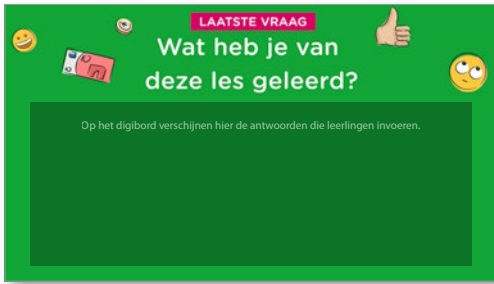 LAATSTE VRAAG
Wat heb je van
deze les geleerd?
Op het digibord verschijnen hier de antwoorden die leerlingen invoeren.